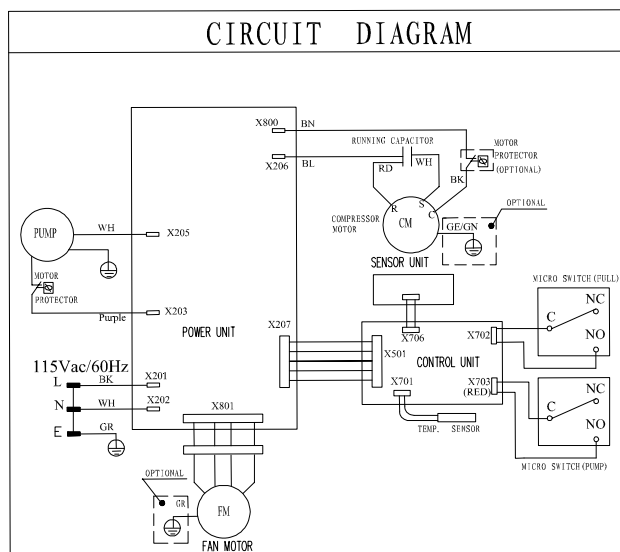 CIRCUIT DIAGRAM
X800
BN
RUNNING CAPACITOR
MOTOR
PROTECTOR
(OPTIONAL)
X206
BL
RD
WH
BK
OPTIONAL
R
S
C
COMPRESSOR
MOTOR
CM
GE/GN
SENSOR UNIT
PUMP
WH
X205
MOTOR
PROTECTOR
Purple
X203
POWER UNIT
X207
X501
X706
CONTROL UNIT
X702
MICRO SWITCH(FULL)
NC
C
NO
X701
X703
(RED)
TEMP. SENSOR
NC
C
NO
MICRO SWITCH(PUMP)
115Vac/60Hz
L
BK
X201
N
WH
X202
E
GR
X801
OPTIONAL
GR
FM
FAN MOTOR